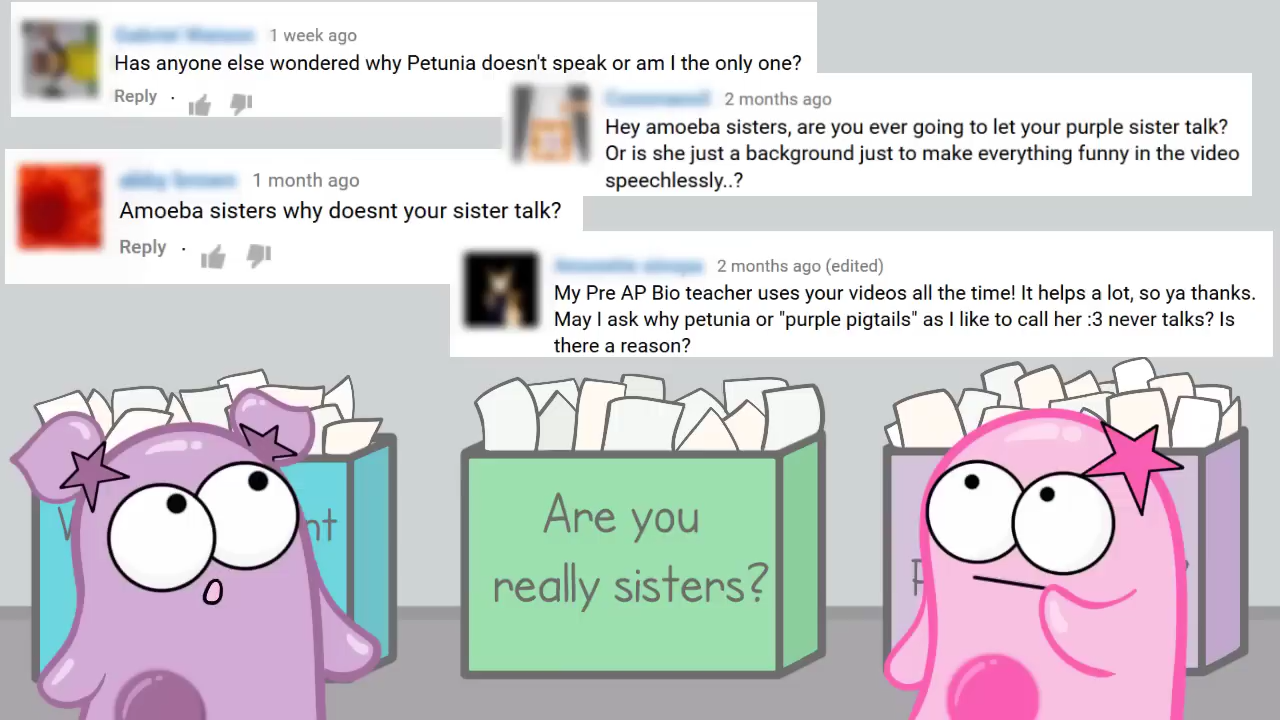 1 week ago
Has anyone else wondered why Petunia doesn't speak or am I the only one?
Reply ·
2 months ago
Hey amoeba sisters, are you ever going to let your purple sister talk?
Or is she just a background just to make everything funny in the video
speechlessly..?
1 month ago
Amoeba sisters why doesnt your sister talk?
Reply ·
2 months ago (edited)
My Pre AP Bio teacher uses your videos all the time! It helps a lot, so ya thanks.
May I ask why petunia or "purple pigtails" as I like to call her :3 never talks? Is
there a reason?
Are you
really sisters?